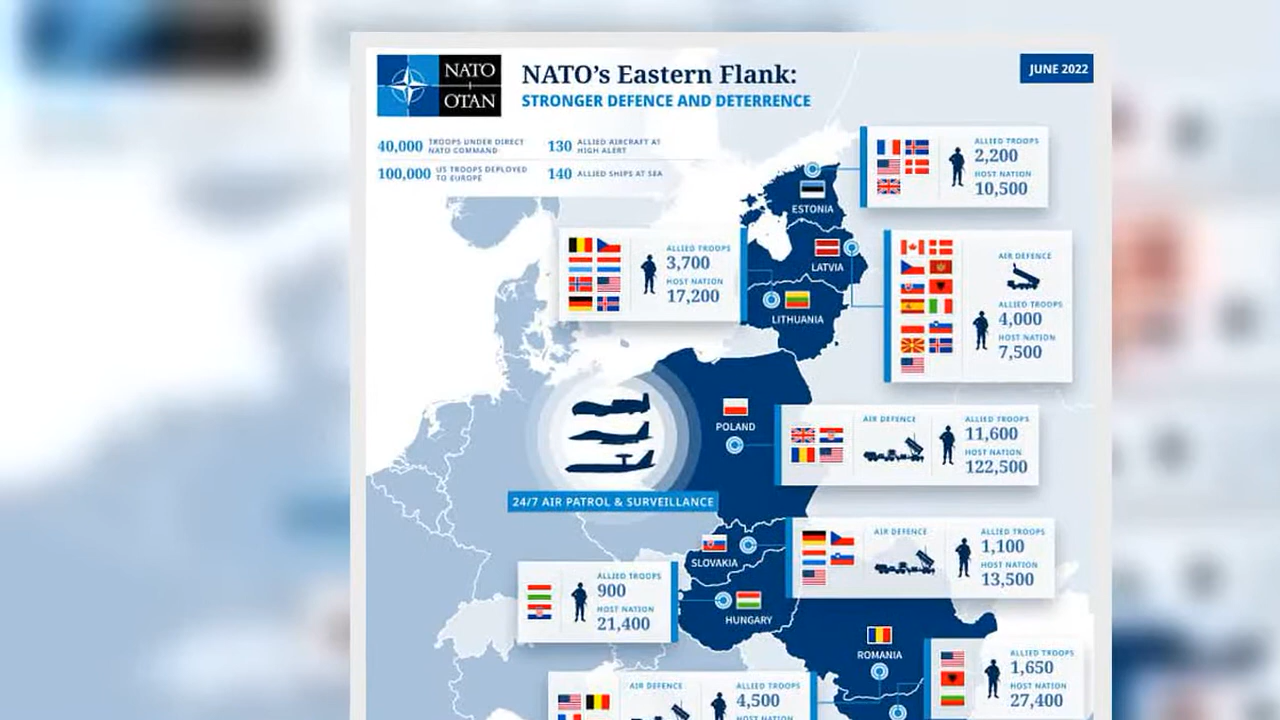 NATO
OTAN
NATO's Eastern Flank:
STRONGER DEFENCE AND DETERRENCE
JUNE 2022
40,000 TROOPS UNDER DIRECT
NATO COMMAND
130 ALLIED AIRCRAFT AT
HIGH ALERT
100,000 US TROOPS DEPLOYED
TO EUROPE
140 ALLIED SHIPS AT SEA
ALLIED TROOPS
2,200
HOST NATION
10,500
ESTONIA
ALLIED TROOPS
3,700
HOST NATION
17,200
LATVIA
LITHUANIA
AIR DEFENCE
ALLIED TROOPS
4,000
HOST NATION
7,500
POLAND
AIR DEFENCE
ALLIED TROOPS
11,600
HOST NATION
122,500
24/7 AIR PATROL & SURVEILLANCE
SLOVAKIA
AIR DEFENCE
ALLIED TROOPS
1,100
HOST NATION
13,500
ALLIED TROOPS
900
HOST NATION
21,400
HUNGARY
ROMANIA
ALLIED TROOPS
1,650
HOST NATION
27,400
AIR DEFENCE
ALLIED TROOPS
4,500
HOST NATION